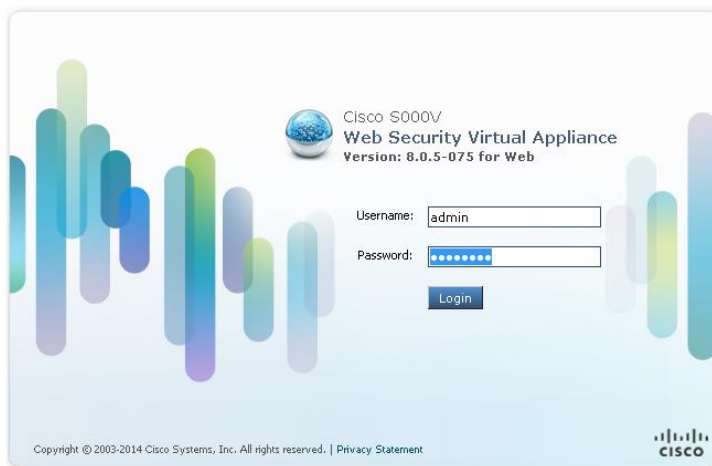 Cisco S000V
Web Security Virtual Appliance
Version: 8.0.5-075 for Web
Username: admin
Password: ••••••••
Login
Copyright © 2003-2014 Cisco Systems, Inc. All rights reserved. | Privacy Statement
CISCO